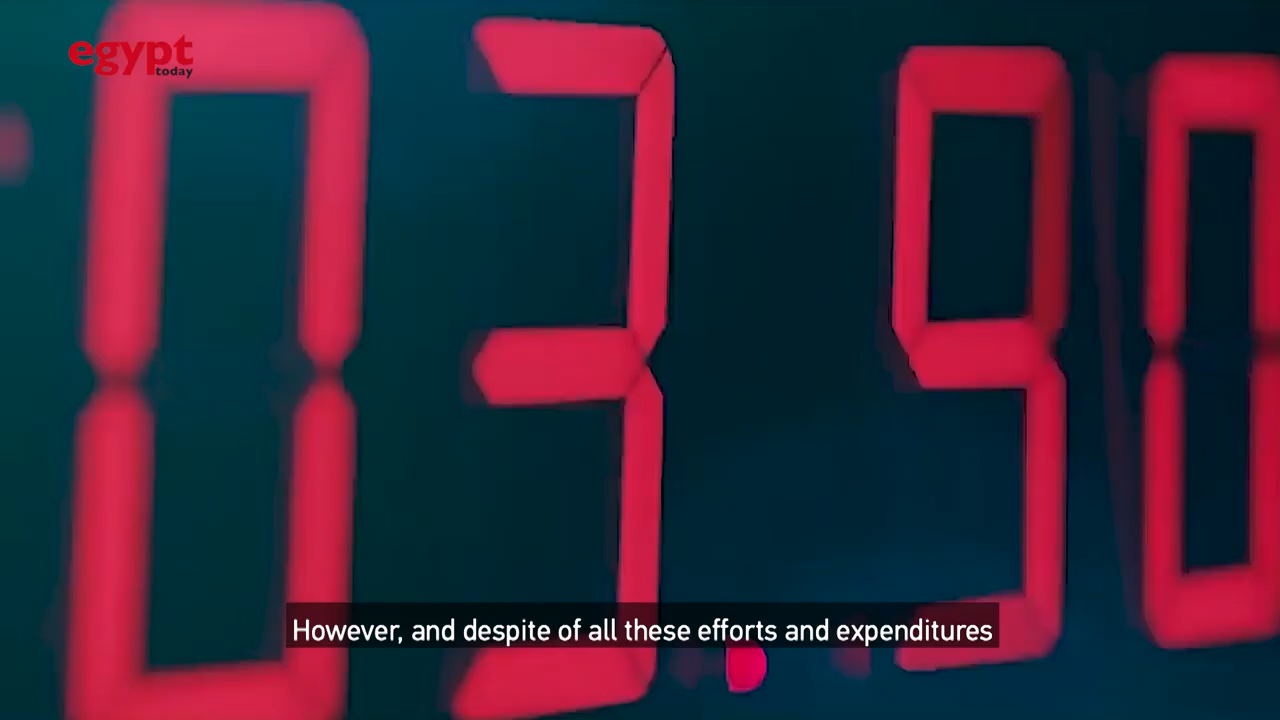 egypt
today
03.90
However, and despite of all these efforts and expenditures